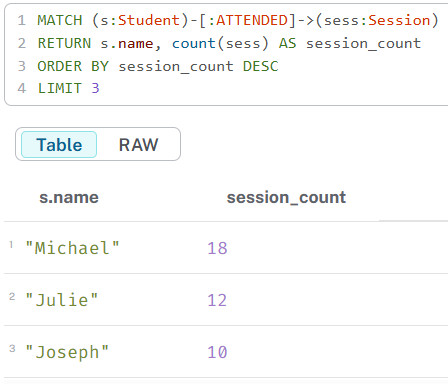 1 MATCH (s:Student)-[:ATTENDED]->(sess:Session)
2 RETURN s.name, count(sess) AS session_count
3 ORDER BY session_count DESC
4 LIMIT 3
Table RAW
s.name session_count
1 "Michael" 18
2 "Julie" 12
3 "Joseph" 10